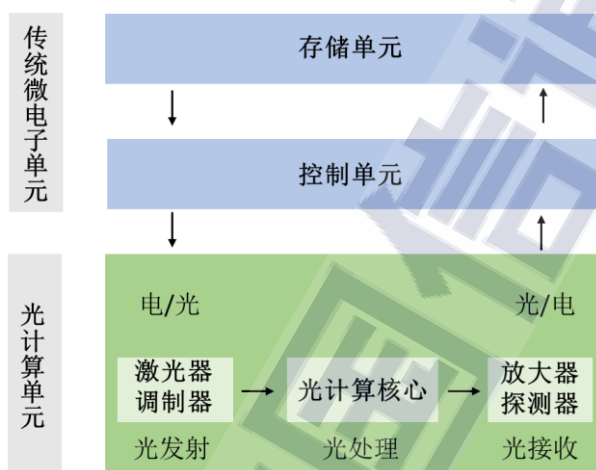 传统微电子单元
存储单元
控制单元
光计算单元
电/光
光/电
激光器
调制器
光计算核心
放大器
探测器
光发射
光处理
光接收